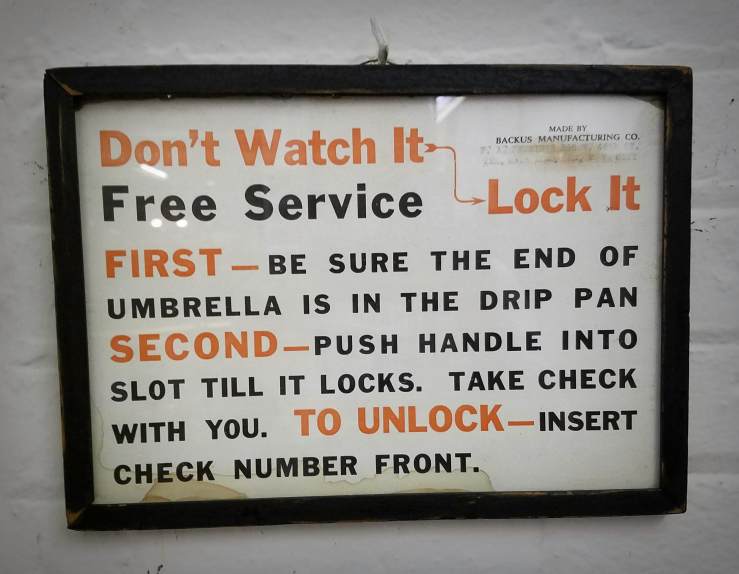 Don't Watch It
MADE BY
BACKUS MANUFACTURING CO.
Free Service
Lock It
FIRST — BE SURE THE END OF
UMBRELLA IS IN THE DRIP PAN
SECOND—PUSH HANDLE INTO
SLOT TILL IT LOCKS. TAKE CHECK
WITH YOU. TO UNLOCK—INSERT
CHECK NUMBER FRONT.